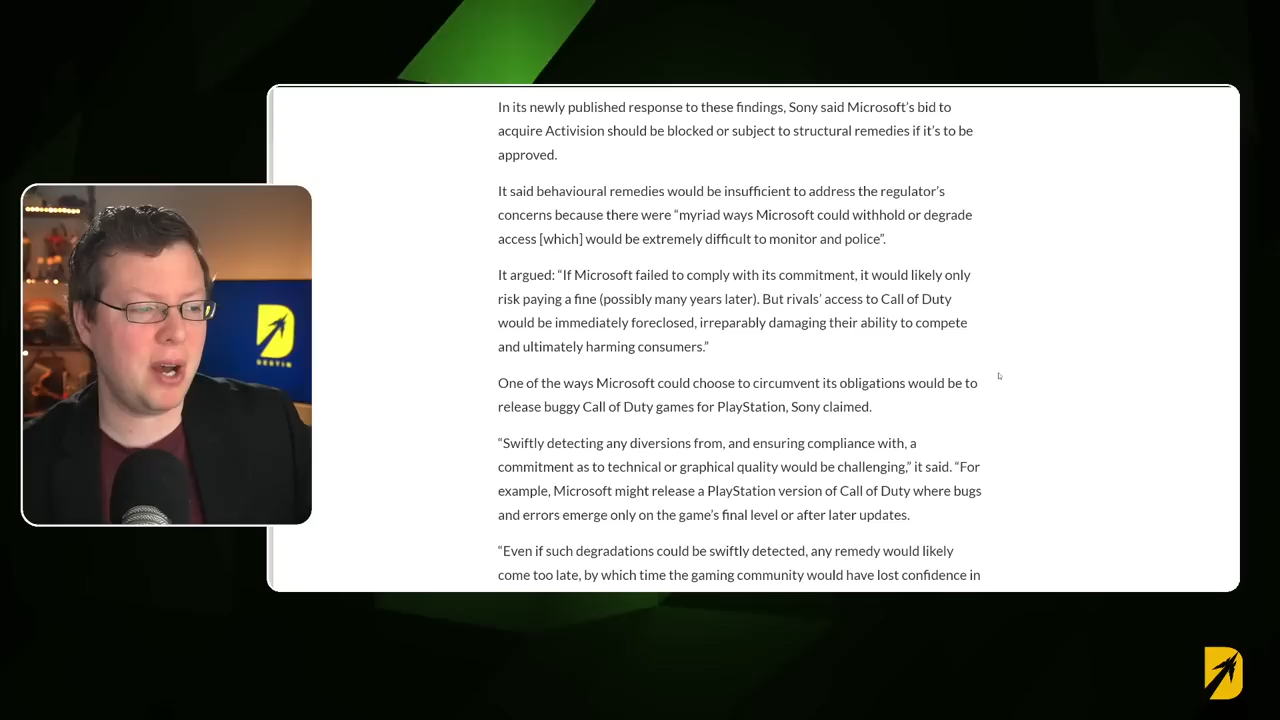 In its newly published response to these findings, Sony said Microsoft’s bid to
acquire Activision should be blocked or subject to structural remedies if it’s to be
approved.
It said behavioural remedies would be insufficient to address the regulator’s
concerns because there were “myriad ways Microsoft could withhold or degrade
access [which] would be extremely difficult to monitor and police”.
It argued: “If Microsoft failed to comply with its commitment, it would likely only
risk paying a fine (possibly many years later). But rivals’ access to Call of Duty
would be immediately foreclosed, irreparably damaging their ability to compete
and ultimately harming consumers.”
One of the ways Microsoft could choose to circumvent its obligations would be to
release buggy Call of Duty games for PlayStation, Sony claimed.
“Swiftly detecting any diversions from, and ensuring compliance with, a
commitment as to technical or graphical quality would be challenging,” it said. “For
example, Microsoft might release a PlayStation version of Call of Duty where bugs
and errors emerge only on the game’s final level or after later updates.
“Even if such degradations could be swiftly detected, any remedy would likely
come too late, by which time the gaming community would have lost confidence in
DESTIN